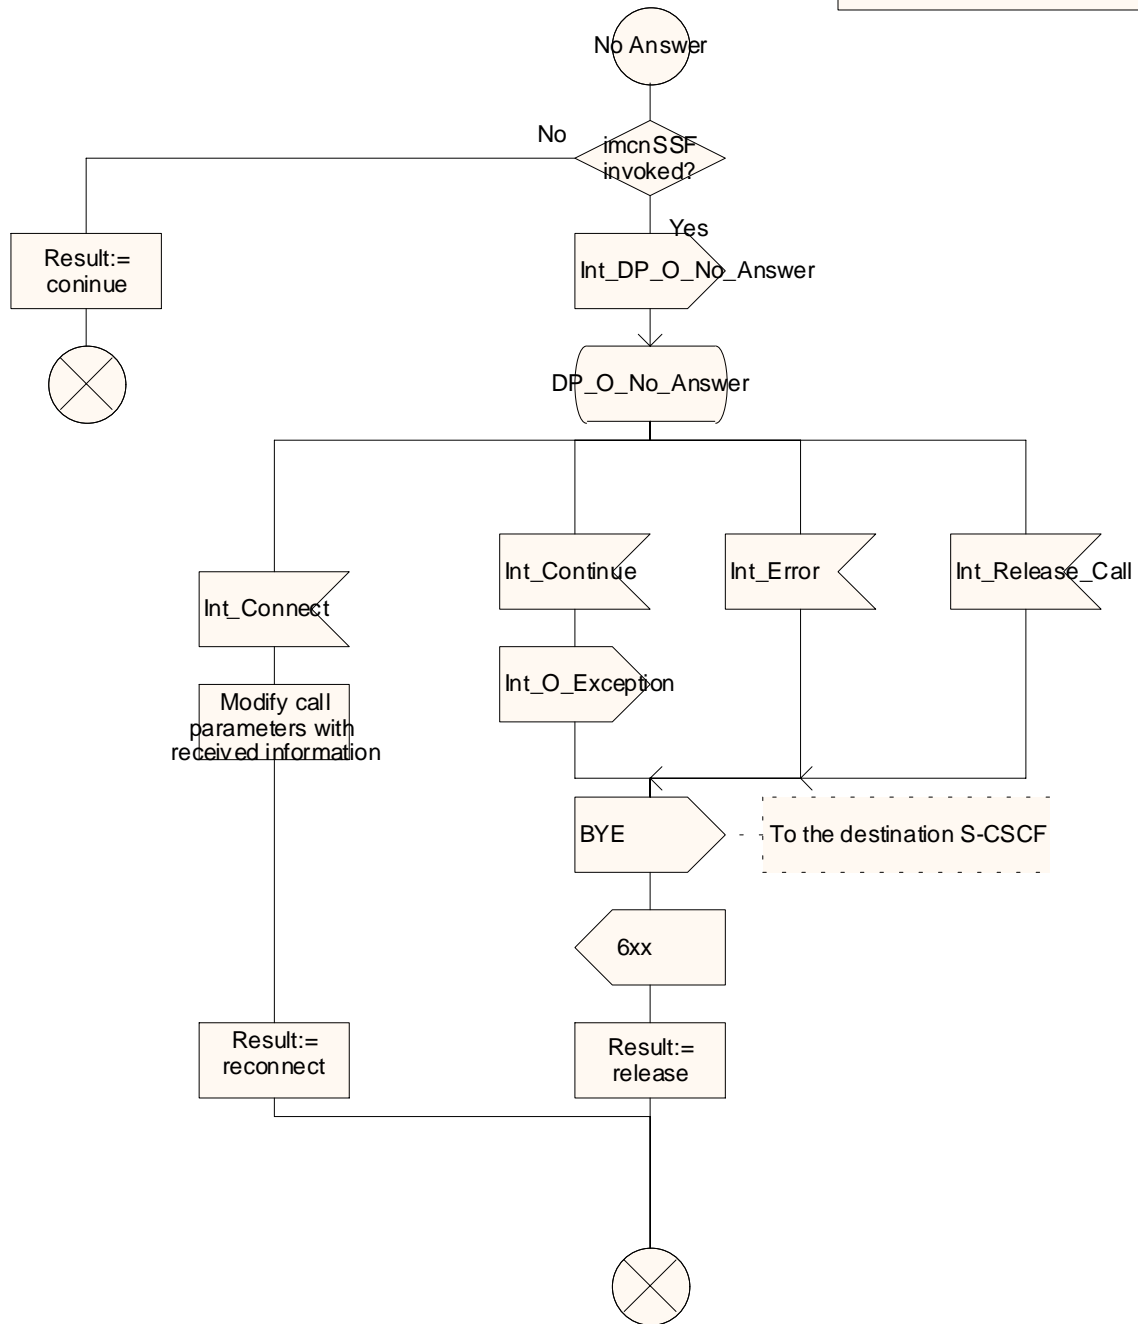 No Answer
No
imcnSSF
invoked?
Yes
Result:=
coninue
Int_DP_O_No_Answer
DP_O_No_Answer
Int_Connect
Int_Continue
Int_Error
Int_Release_Call
Modify call
parameters with
received information
Int_O_Exception
BYE
To the destination S-CSCF
6xx
Result:=
reconnect
Result:=
release